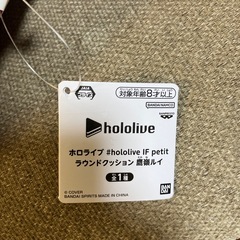 対象年齢8才以上
BANDAI NAMCO
hololive
ホロライブ #hololive IF petit
ラウンドクッション 鷹嶺ルイ
全1種
© COVER
BANDAI SPIRITS MADE IN CHINA
BAN
DAI